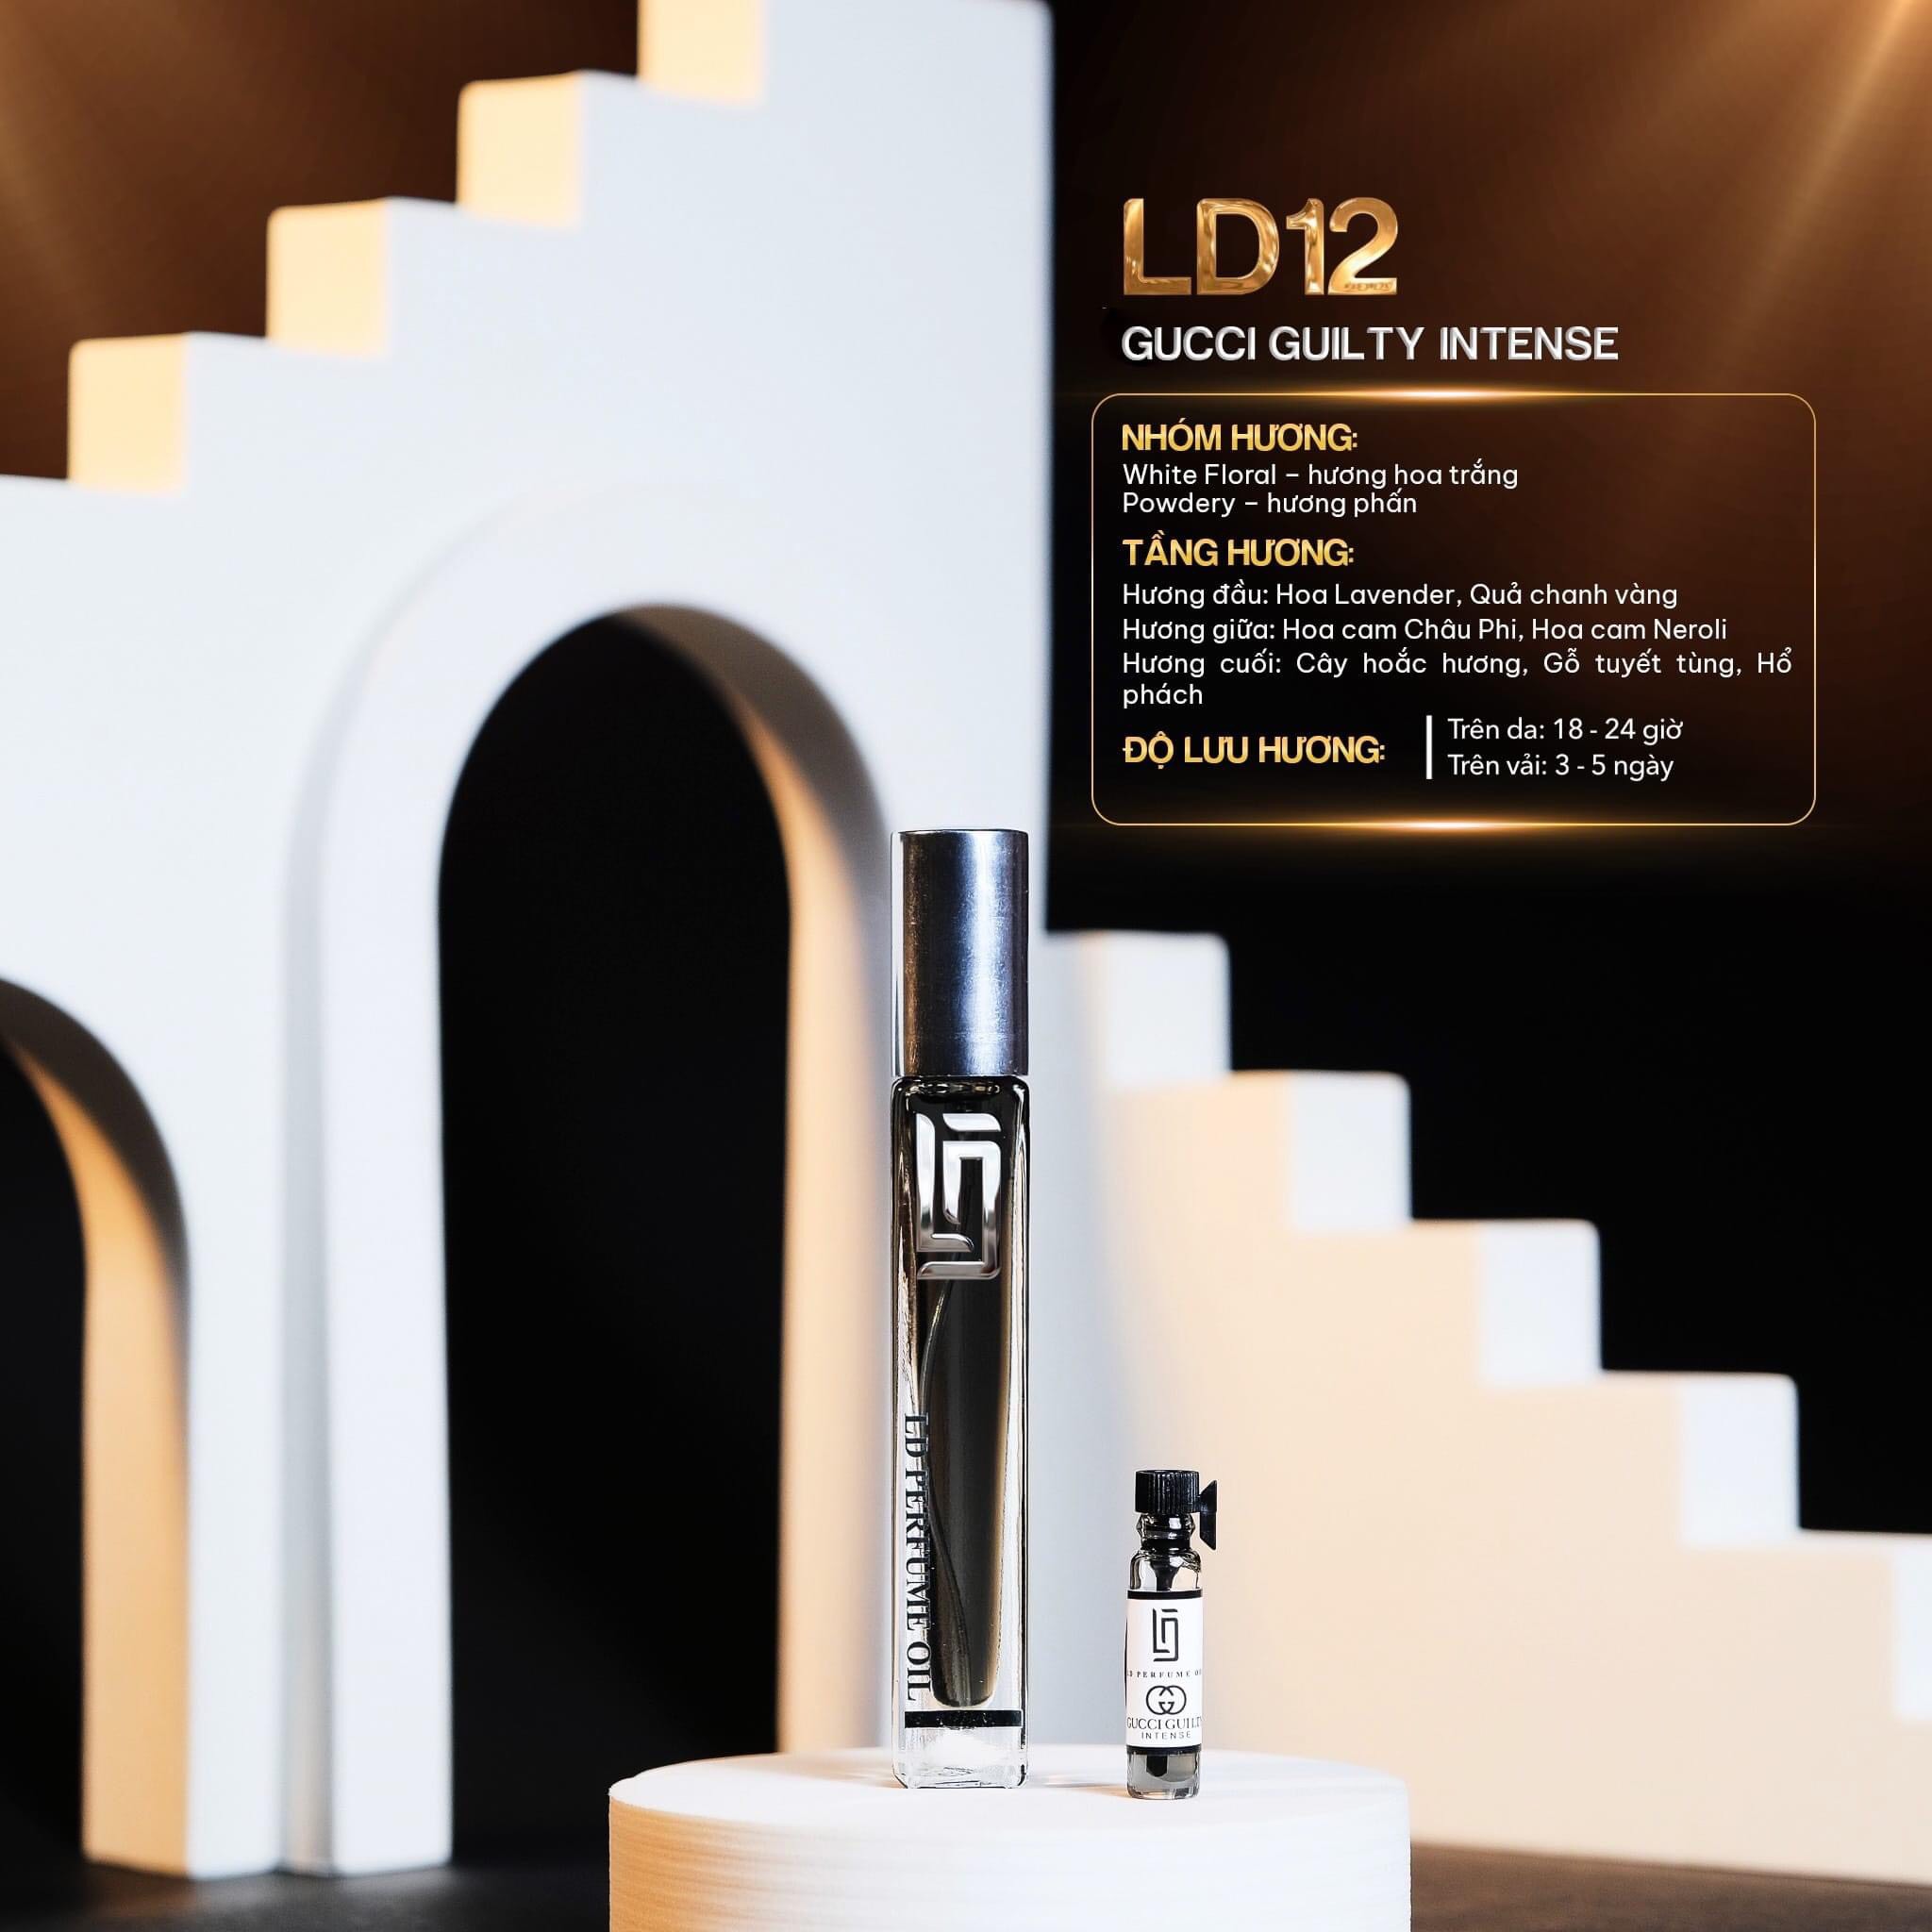 LD12
GUCCI GUILTY INTENSE
NHÓM HƯƠNG:
White Floral – hương hoa trắng
Powdery – hương phấn
TẦNG HƯƠNG:
Hương đầu: Hoa Lavender, Quả chanh vàng
Hương giữa: Hoa cam Châu Phi, Hoa cam Neroli
Hương cuối: Cây hoắc hương, Gỗ tuyết tùng, Hổ
phách
ĐỘ LƯU HƯƠNG:
Trên da: 18 - 24 giờ
Trên vải: 3 - 5 ngày
LD PERFUME OIL
LD PERFUME
GUCCI GUILTY
INTENSE